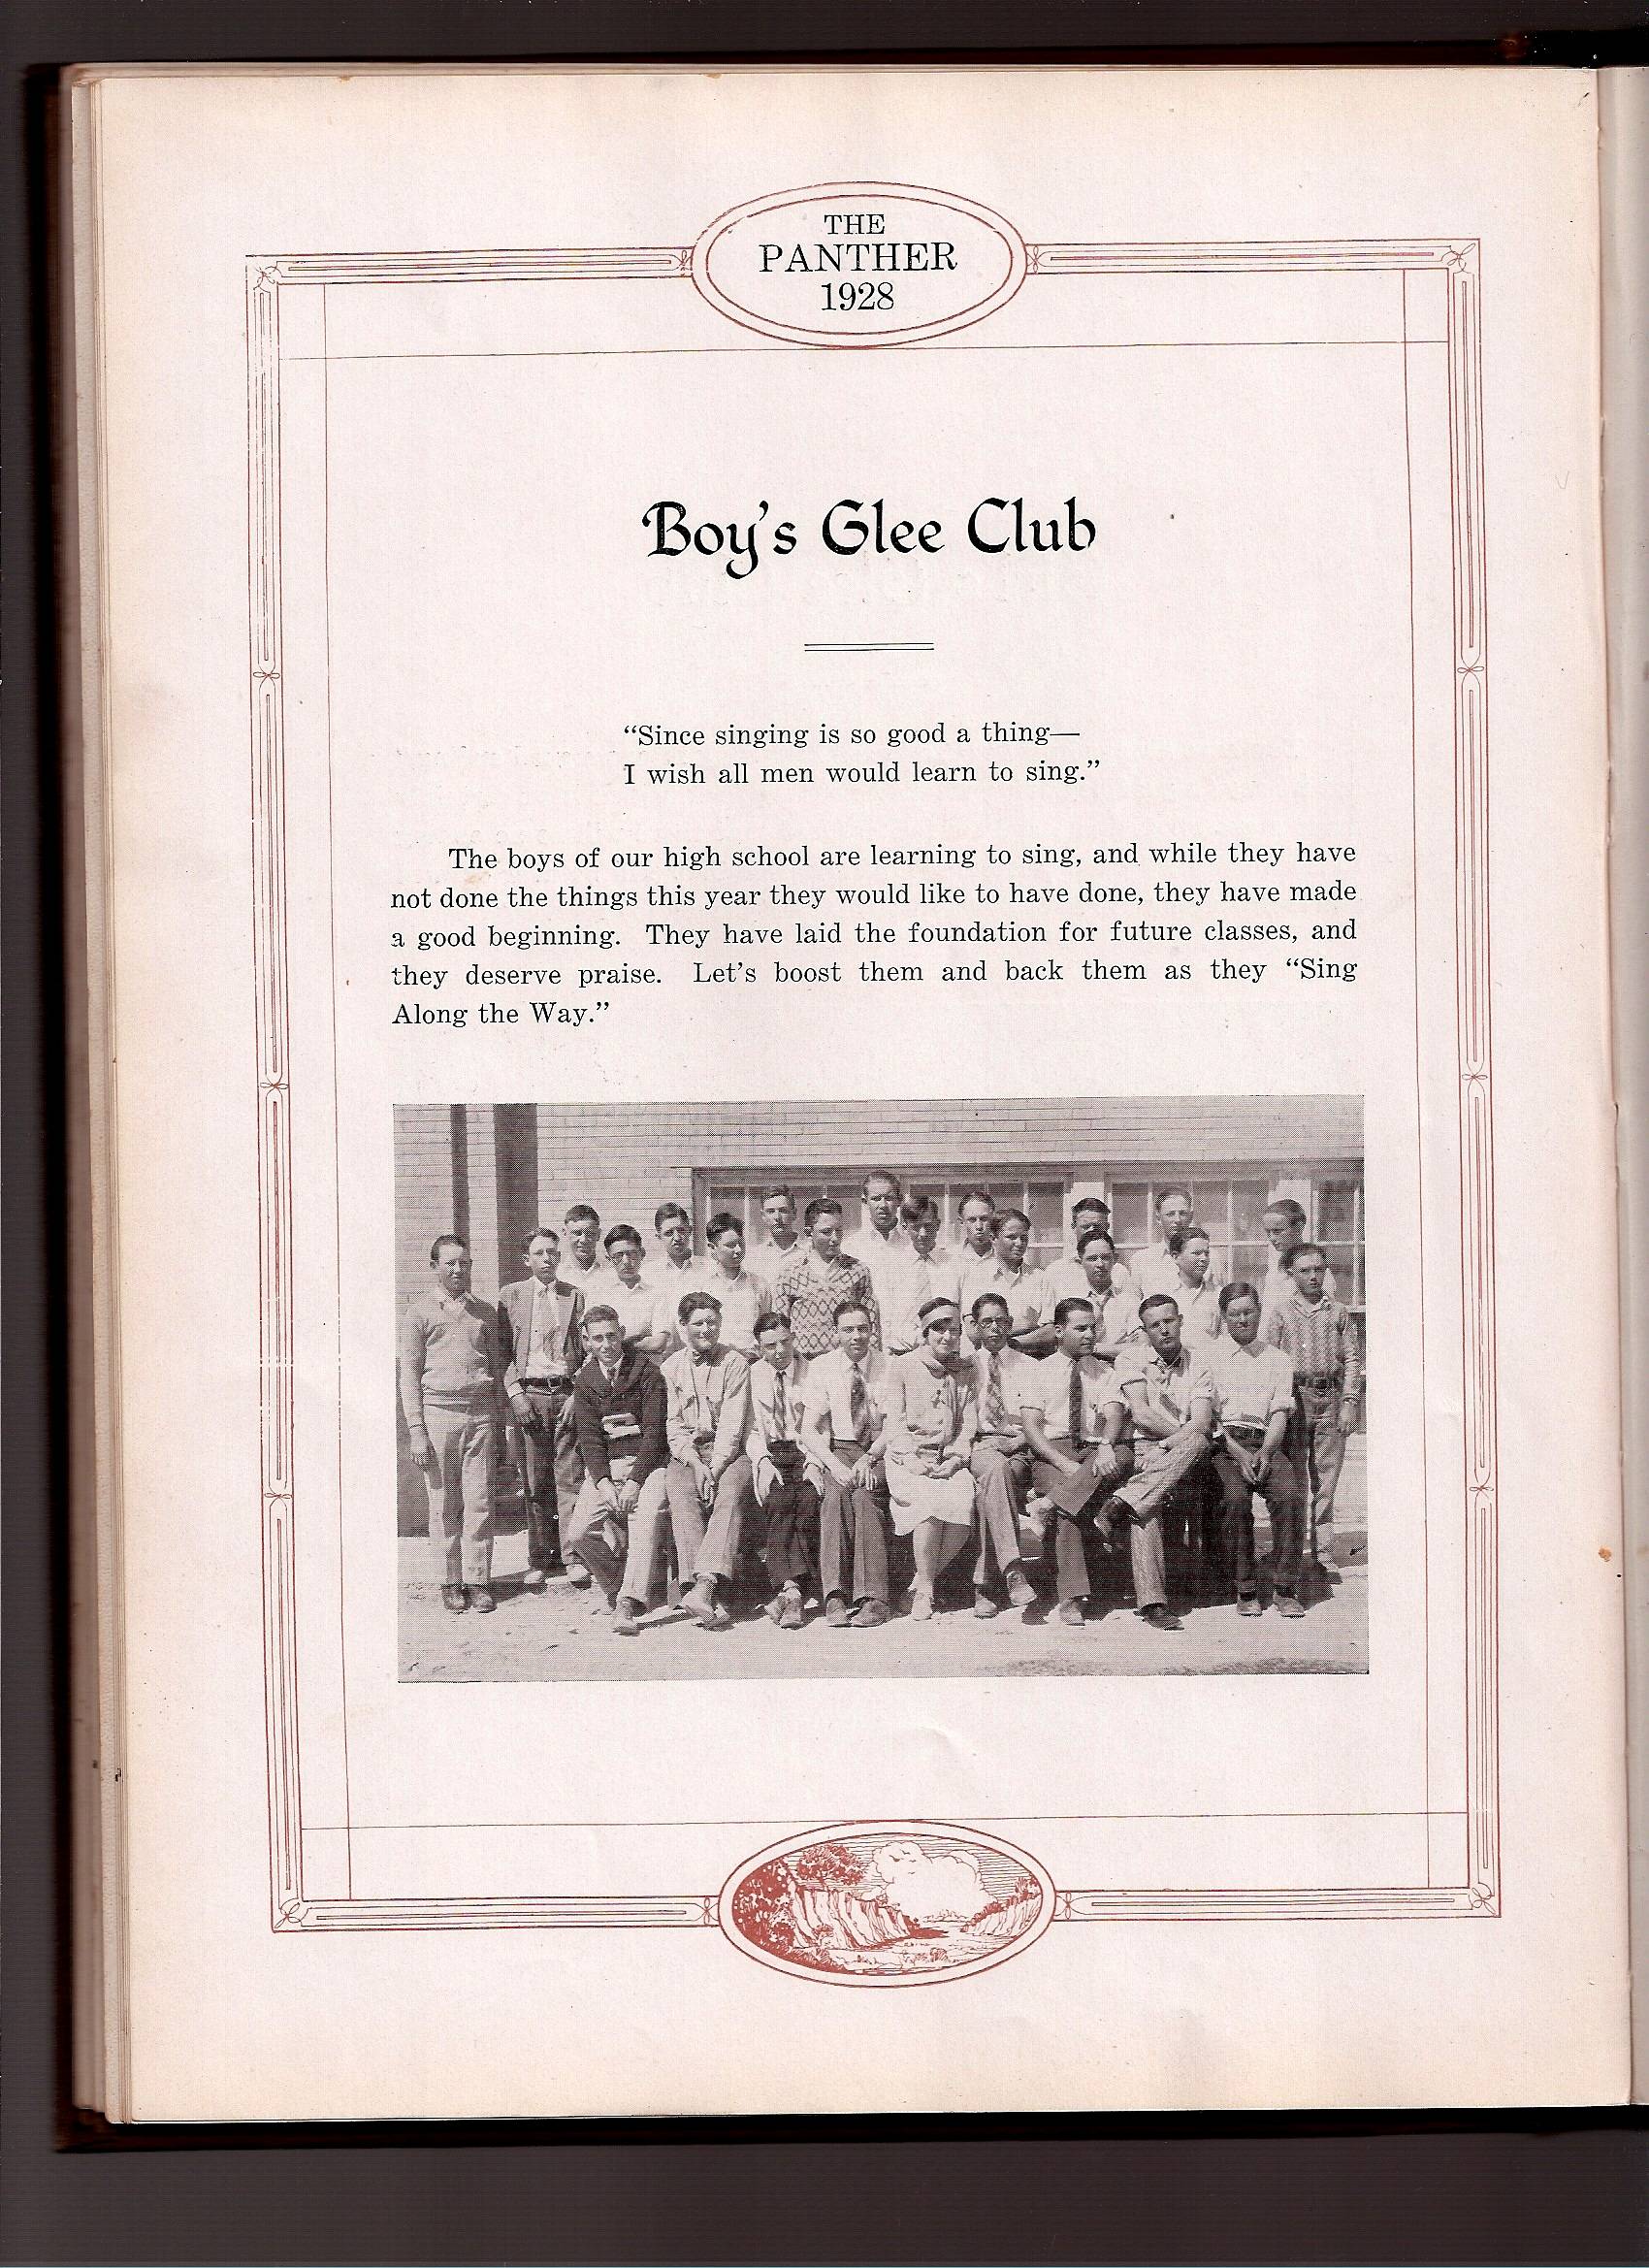 THE
PANTHER
1928
Boy's Glee Club
“Since singing is so good a thing—
I wish all men would learn to sing.”
The boys of our high school are learning to sing, and while they have
not done the things this year they would like to have done, they have made
a good beginning. They have laid the foundation for future classes, and
they deserve praise. Let's boost them and back them as they “Sing
Along the Way.”